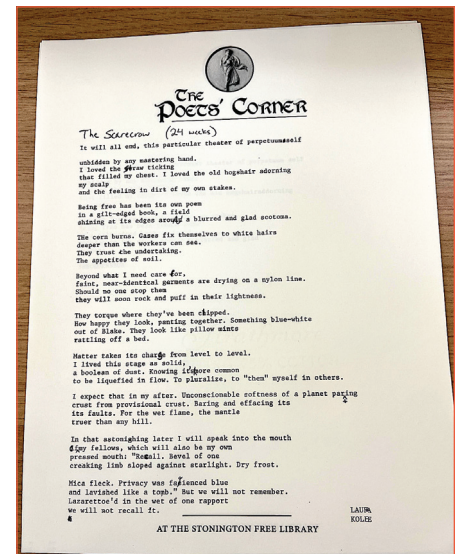 The
Poets' Corner
The Scarecrow (24 weeks)
It will all end, this particular theater of perpetuumself
unbidden by any mastering hand.
I loved the straw ticking
that filled my chest. I loved the old hogshair adorning
my scalp
and the feeling in dirt of my own stakes.
Being free has been its own poem
in a gilt-edged book, a field
shining at its edges around a blurred and glad scotoma.
THe corn burns. Gases fix themselves to white hairs
deeper than the workers can see.
They trust the undertaking.
The appetites of soil.
Beyond what I need care for,
faint, near-identical garments are drying on a nylon line.
Should no one stop them
they will soon rock and puff in their lightness.
They torque where they've been chipped.
How happy they look, panting together. Something blue-white
out of Blake. They look like pillow mints
rattling off a bed.
Matter takes its charge from level to level.
I lived this stage as solid,
a boolean of dust. Knowing it's more common
to be liquefied in flow. To pluralize, to "them" myself in others.
I expect that in my after. Unconscionable softness of a planet paring
crust from provisional crust. Baring and effacing its
its faults. For the wet flame, the mantle
truer than any hill.
In that astonishing later I will speak into the mouth
of my fellows, which will also be my own
pressed mouth: "Recall. Bevel of one
creaking limb sloped against starlight. Dry frost.
Mica fleck. Privacy was fascienced blue
and lavished like a tomb." But we will not remember.
Lazarettoe'd in the wet of one rapport
we will not recall it.
LAURA
KOLBE
AT THE STONINGTON FREE LIBRARY